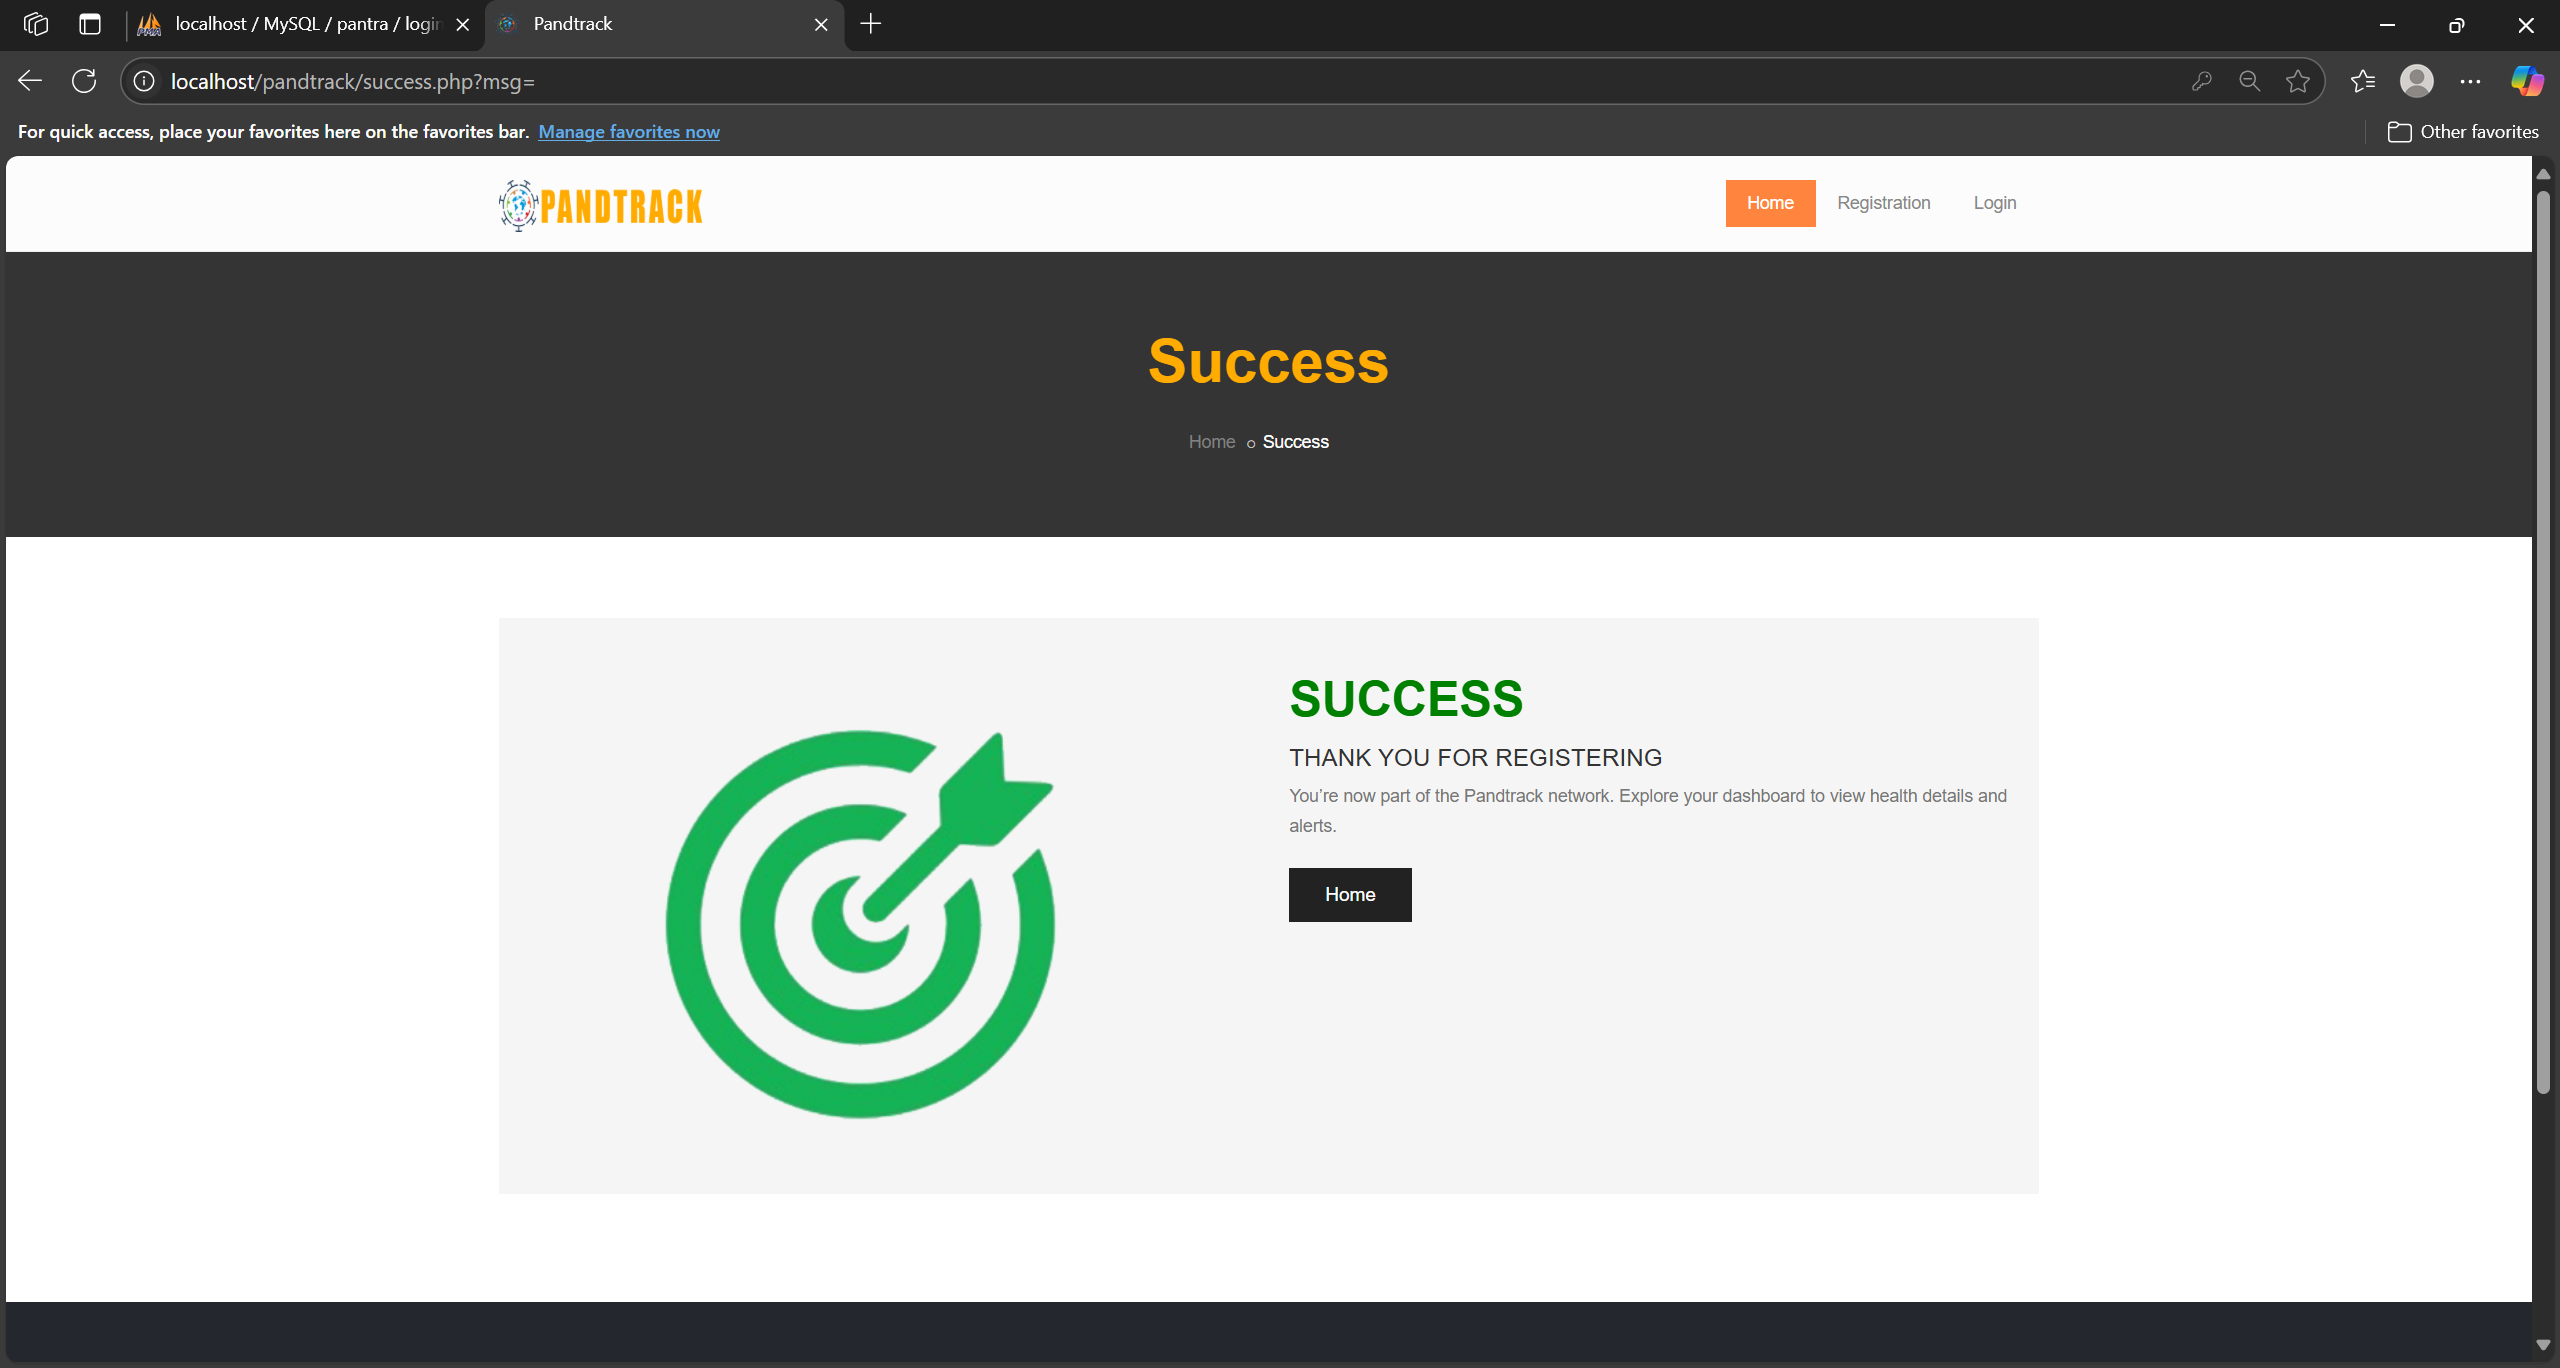 localhost / MySQL / pantra / login
Pandtrack
localhost/pandtrack/success.php?msg=
For quick access, place your favorites here on the favorites bar. Manage favorites now
Other favorites
PANDTRACK
Home
Registration
Login
Success
Home
Success
SUCCESS
THANK YOU FOR REGISTERING
You're now part of the Pandtrack network. Explore your dashboard to view health details and
alerts.
Home